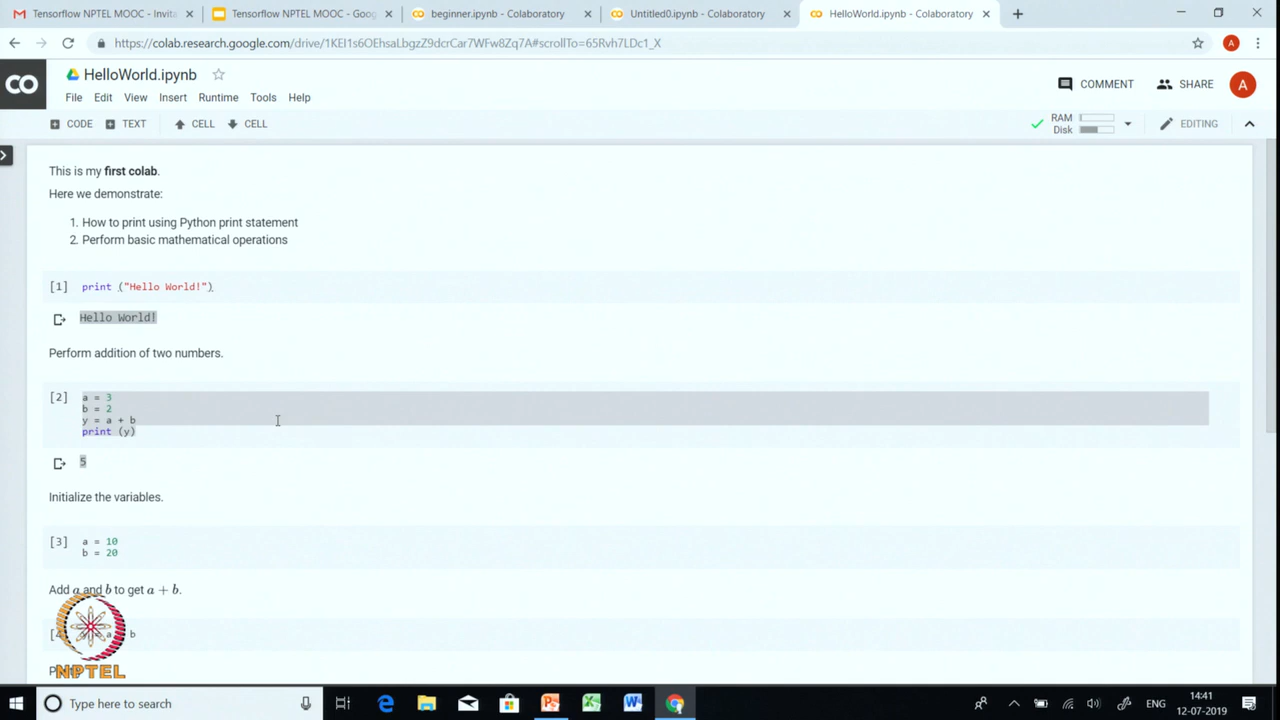 Tensorflow NPTEL MOOC - Invita
Tensorflow NPTEL MOOC - Goog
beginner.ipynb - Colaboratory
Untitled0.ipynb - Colaboratory
HelloWorld.ipynb - Colaboratory
https://colab.research.google.com/drive/1KEI1s6OEhsaLbgzZ9dcrCar7WFw8Zq7A#scrollTo=65Rvh7LDc1_X
A
CO
HelloWorld.ipynb
COMMENT
SHARE
A
File Edit View Insert Runtime Tools Help
CODE TEXT CELL CELL
RAM
Disk
EDITING
This is my first colab.
Here we demonstrate:
1. How to print using Python print statement
2. Perform basic mathematical operations
[1] print ("Hello World!")
Hello World!
Perform addition of two numbers.
[2] a = 3
b = 2
y = a + b
print (y)
5
Initialize the variables.
[3] a = 10
b = 20
Add a and b to get a + b.
b
NPTEL
Type here to search
ENG
14:41
12-07-2019